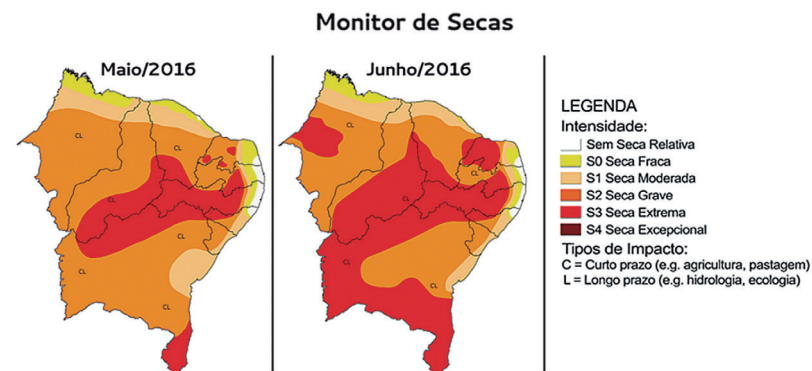 Monitor de Secas
Maio/2016
CL
CL
CL
CL
CL
CL
CL
Junho/2016
CL
CL
CL
CL
CL
CL
CL
LEGENDA
Intensidade:
Sem Seca Relativa
S0 Seca Fraca
S1 Seca Moderada
S2 Seca Grave
S3 Seca Extrema
S4 Seca Excepcional
Tipos de Impacto:
C = Curto prazo (e.g. agricultura, pastagem)
L = Longo prazo (e.g. hidrologia, ecologia)